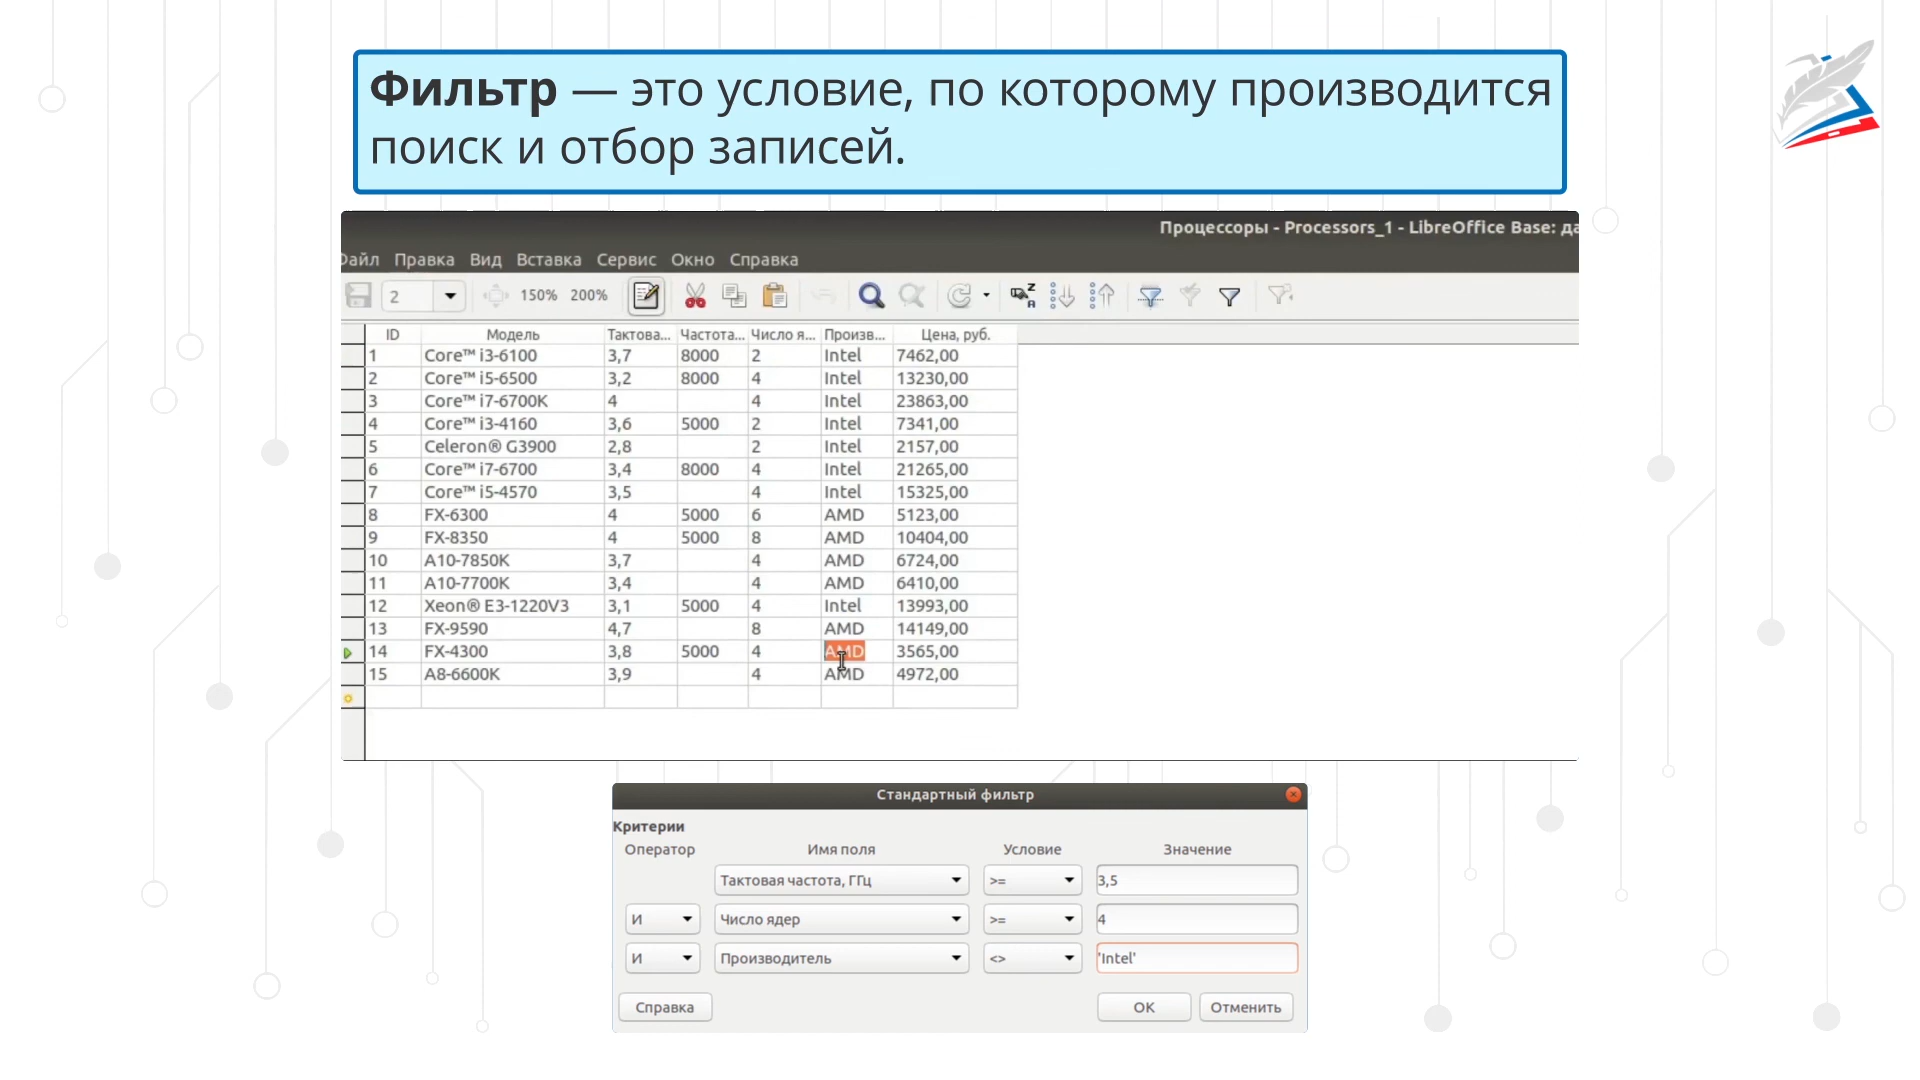 Фильтр — это условие, по которому производится
поиск и отбор записей.
Процессоры - Processors_1 - LibreOffice Base:
Правка Вид Вставка Сервис Окно Справка
2 150% 200%
ID Модель Тактова... Частота... Число я... Произв... Цена, руб.
1 Core™ i3-6100 3,7 8000 2 Intel 7462,00
2 Core™ i5-6500 3,2 8000 4 Intel 13230,00
3 Core™ i7-6700K 4 4 Intel 23863,00
4 Core™ i3-4160 3,6 5000 2 Intel 7341,00
5 Celeron® G3900 2,8 2 Intel 2157,00
6 Core™ i7-6700 3,4 8000 4 Intel 21265,00
7 Core™ i5-4570 3,5 4 Intel 15325,00
8 FX-6300 4 5000 6 AMD 5123,00
9 FX-8350 4 5000 8 AMD 10404,00
10 A10-7850K 3,7 4 AMD 6724,00
11 A10-7700K 3,4 4 AMD 6410,00
12 Xeon® E3-1220V3 3,1 5000 4 Intel 13993,00
13 FX-9590 4,7 8 AMD 14149,00
14 FX-4300 3,8 5000 4 AMD 3565,00
15 A8-6600K 3,9 4 AMD 4972,00
Стандартный фильтр
Критерии
Оператор Имя поля Условие Значение
Тактовая частота, ГГц >= 3,5
И Число ядер >= 4
И Производитель <> 'Intel'
Справка ОК Отменить